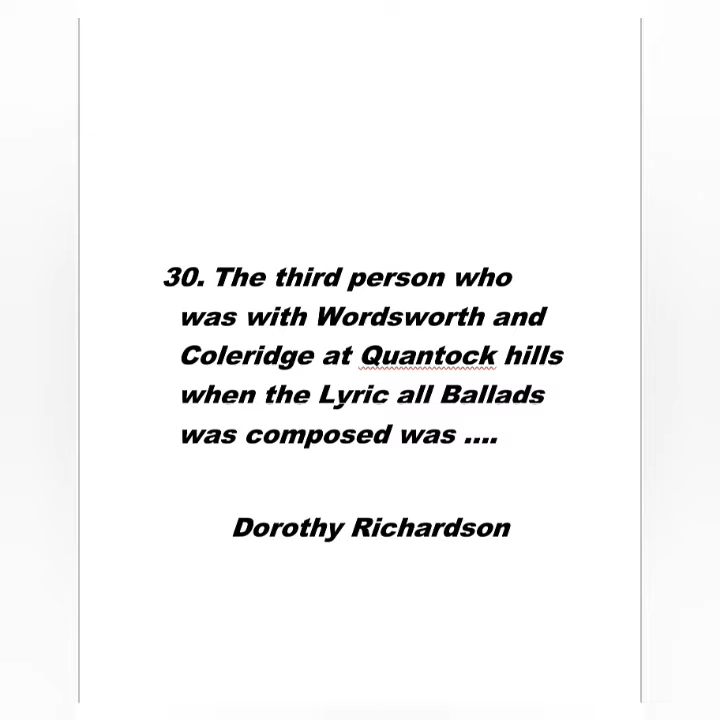 30. The third person who
was with Wordsworth and
Coleridge at Quantock hills
when the Lyric all Ballads
was composed was ....
Dorothy Richardson